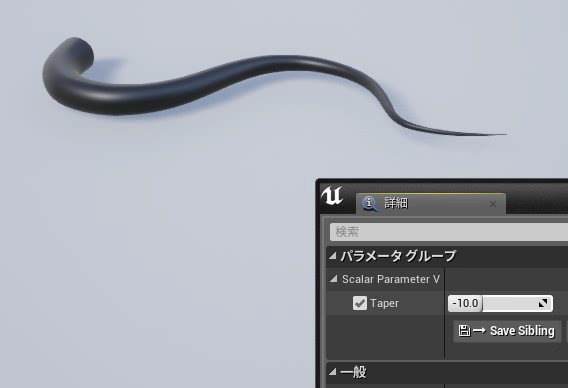 詳細
検索
パラメータ グループ
Scalar Parameter V
Taper
-10.0
Save Sibling
一般